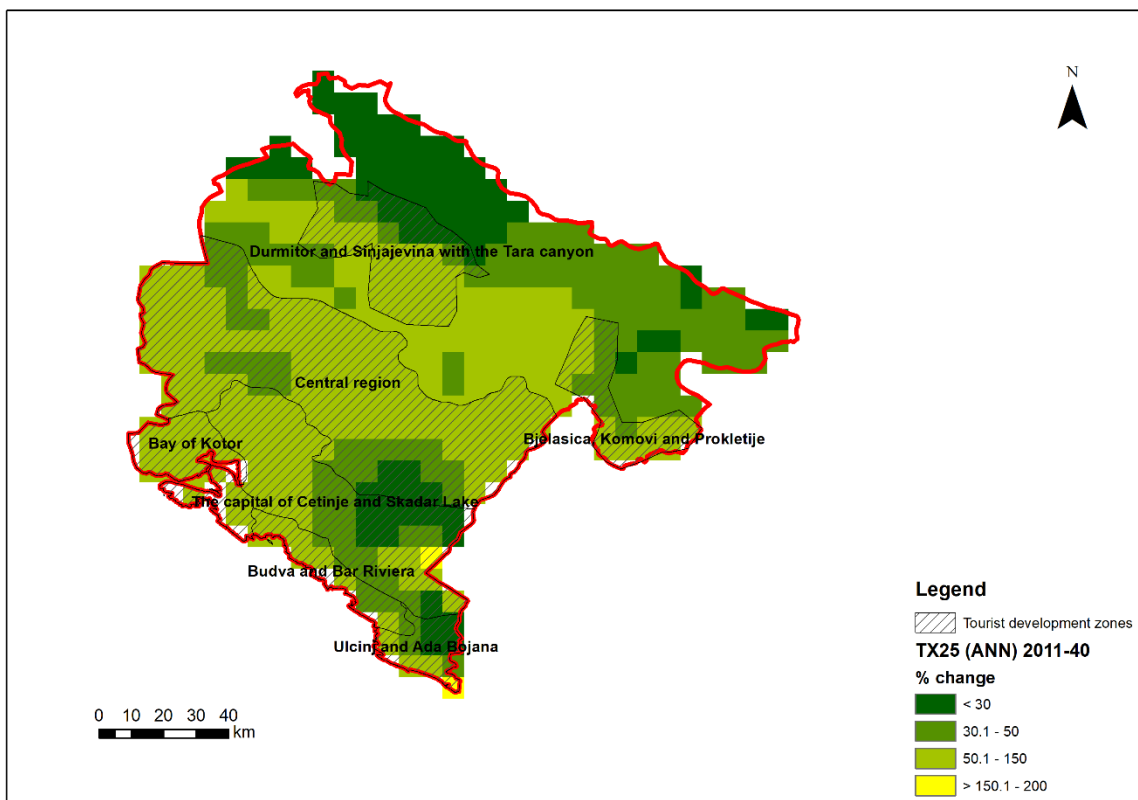 N
Durmitor and Sinjajevina with the Tara canyon
Central region
Bay of Kotor
Bjelasica, Komovi and Prokletije
The capital of Cetinje and Skadar Lake
Budva and Bar Riviera
Ulcinj and Ada Bojana
0 10 20 30 40
km
Legend
Tourist development zones
TX25 (ANN) 2011-40
% change
< 30
30.1 - 50
50.1 - 150
> 150.1 - 200